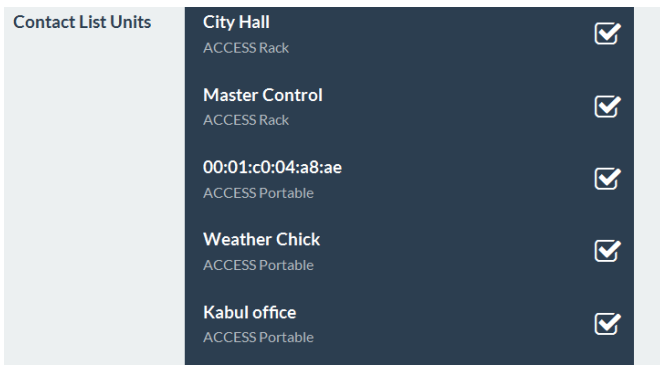 Contact List Units
City Hall
ACCESS Rack
Master Control
ACCESS Rack
00:01:c0:04:a8:ae
ACCESS Portable
Weather Chick
ACCESS Portable
Kabul office
ACCESS Portable